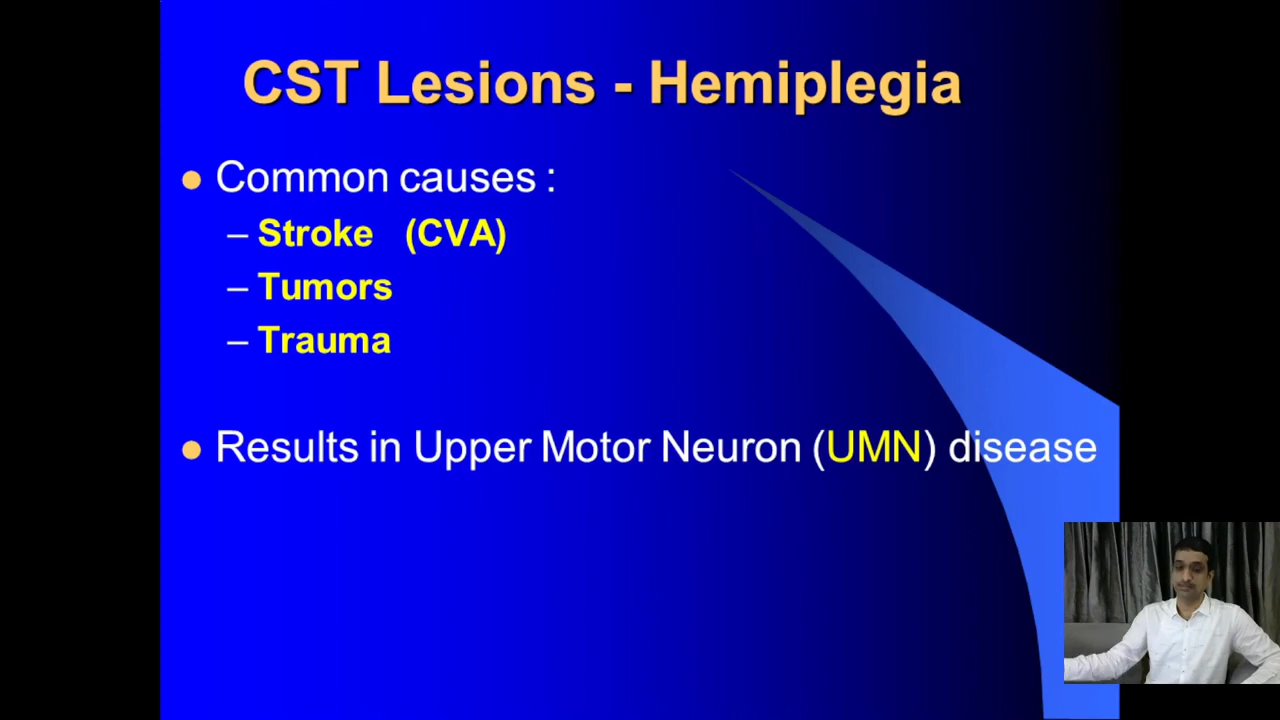 CST Lesions - Hemiplegia
● Common causes :
– Stroke (CVA)
– Tumors
– Trauma
● Results in Upper Motor Neuron (UMN) disease